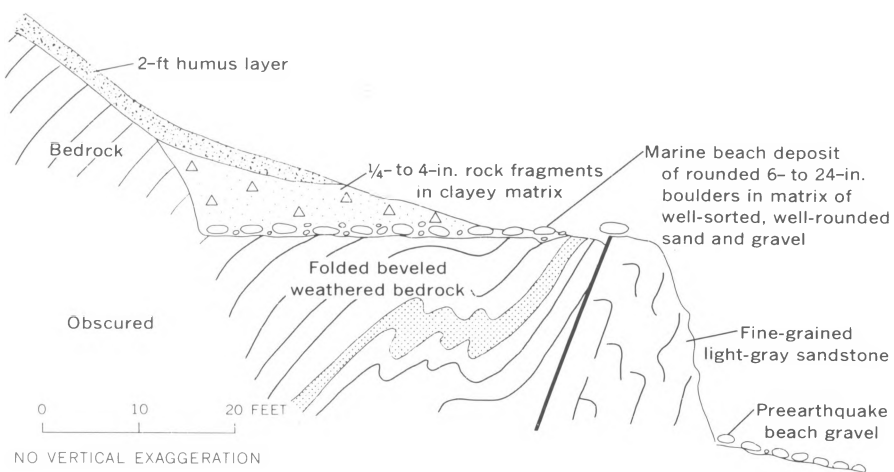 2-ft humus layer
Bedrock
¼- to 4-in. rock fragments
in clayey matrix
Marine beach deposit
of rounded 6- to 24-in.
boulders in matrix of
well-sorted, well-rounded
sand and gravel
Folded beveled
weathered bedrock
Obscured
Fine-grained
light-gray sandstone
Preearthquake
beach gravel
0 10 20 FEET
NO VERTICAL EXAGGERATION